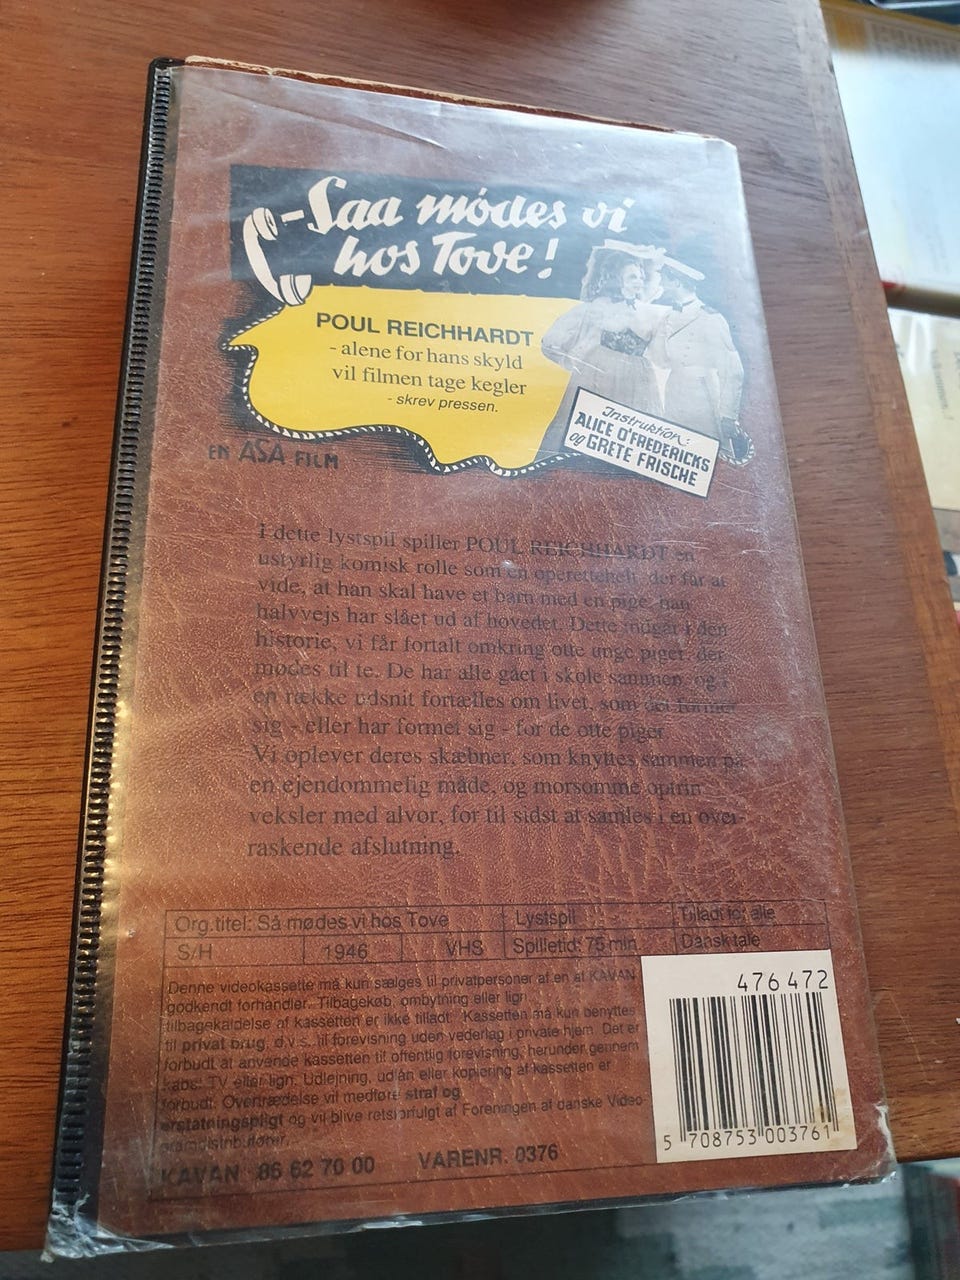 -Saa módes vi
hos Tove!
POUL REICHHARDT
- alene for hans skyld
vil filmen tage kegler
- skrev pressen.
Instruktion:
ALICE O'FREDERICKS
og GRETE FRISCHE
EN ASA FILM
I dette lystspil spiller POUL REICHHARDT en
ustyrlig komisk rolle som en operettehelt, der får at
vide, at han skal have et barn med en pige, han
halvvejs har slået ud af hovedet. Dette indgår i den
historie, vi får fortalt omkring otte unge piger, der
mødes til te. De har alle gået i skole sammen, og i
en række udsnit fortælles om livet, som det former
sig - eller har formet sig - for de otte piger.
Vi oplever deres skæbner, som knyttes sammen på
en ejendommelig måde, og morsomme optrin
veksler med alvor, for til sidst at samles i en over-
raskende afslutning.
Org.titel: Så mødes vi hos Tove Lystspil Tilladt for alle
S/H 1946 VHS Spilletid: 75 min. Dansk tale
Denne videokassette må kun sælges til privatpersoner af en af KAVAN
godkendt forhandler. Tilbagekøb, ombytning eller lign.
tilbagekaldelse af kassetten er ikke tilladt. Kassetten må kun benyttes
til privat brug, d.v.s. til forevisning uden vederlag i private hjem. Det er
forbudt at anvende kassetten til offentlig forevisning, herunder gennem
kabel TV eller lign. Udlejning, udlån eller kopiering af kassetten er
forbudt. Overtrædelse vil medføre straf og
erstatningspligt og vil blive retsforfulgt af Foreningen af danske Video-
gramdistributører.
KAVAN 86 62 70 00 VARENR. 0376
476 472
5 708753 003761